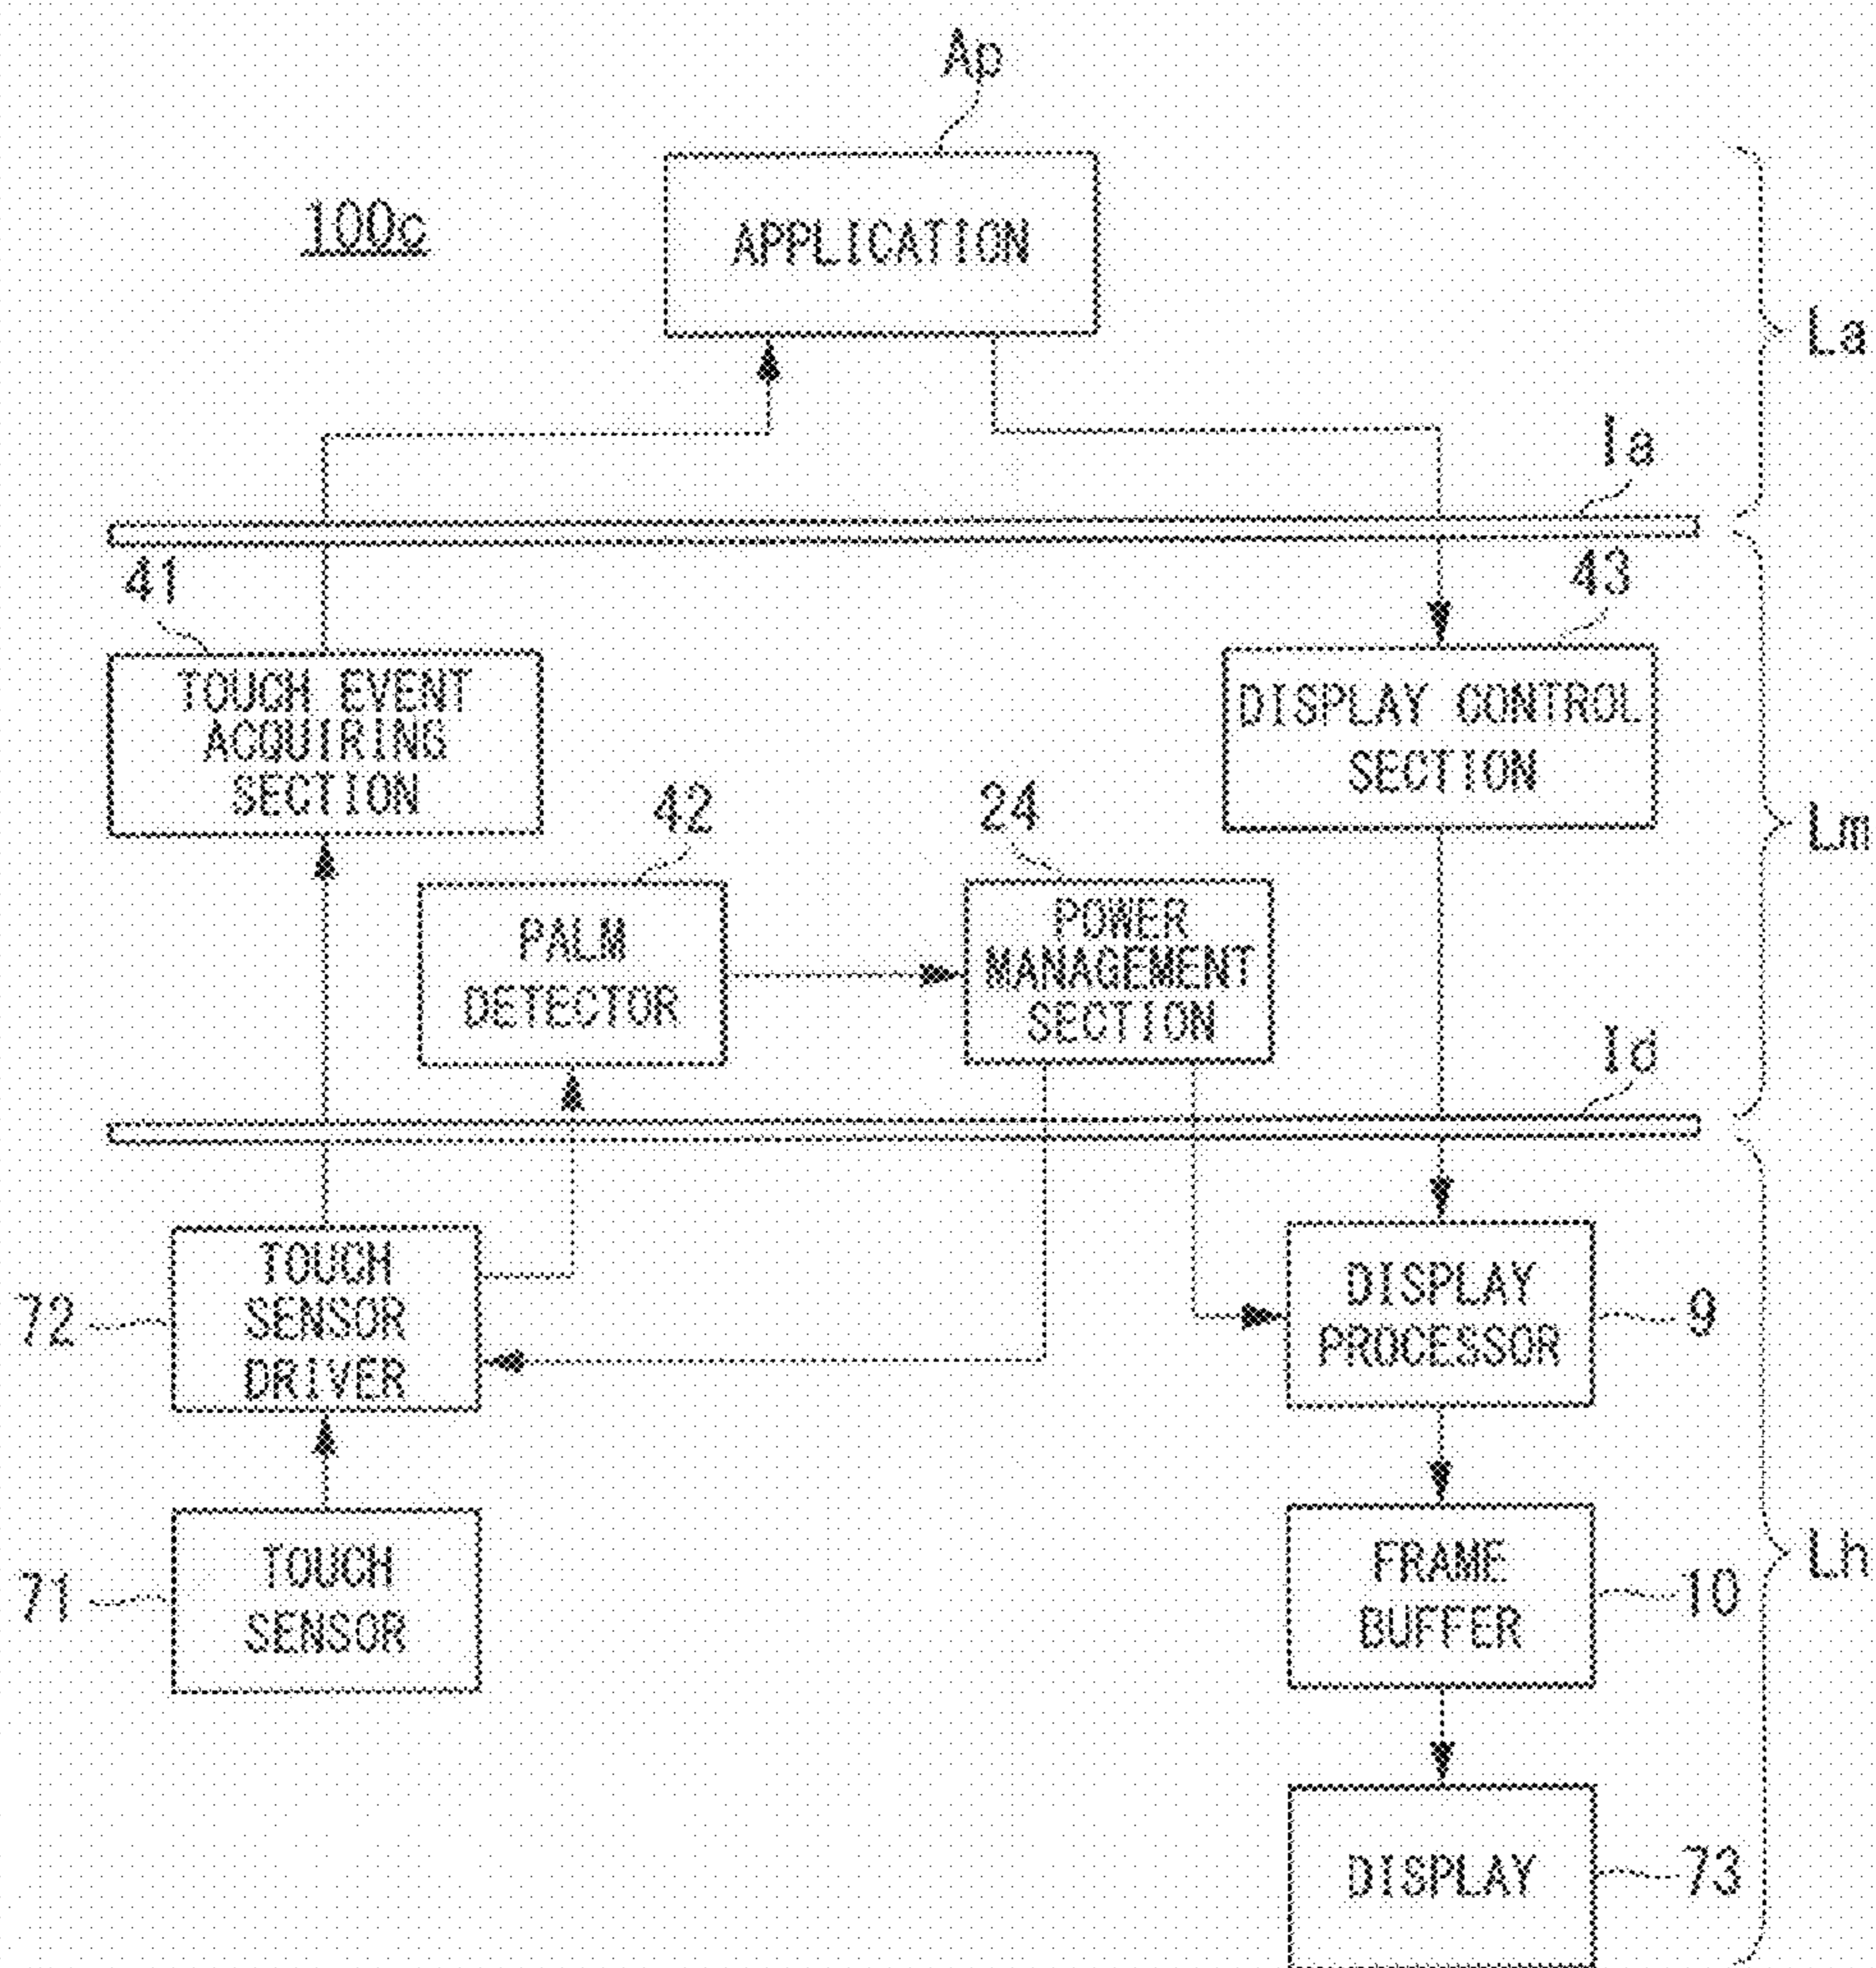 Ap
100c
APPLICATION
La
Ia
41
43
TOUCH EVENT
ACQUIRING
SECTION
DISPLAY CONTROL
SECTION
42
24
Lm
PALM
DETECTOR
POWER
MANAGEMENT
SECTION
Id
72
TOUCH
SENSOR
DRIVER
DISPLAY
PROCESSOR
9
71
TOUCH
SENSOR
FRAME
BUFFER
10
Lh
DISPLAY
73